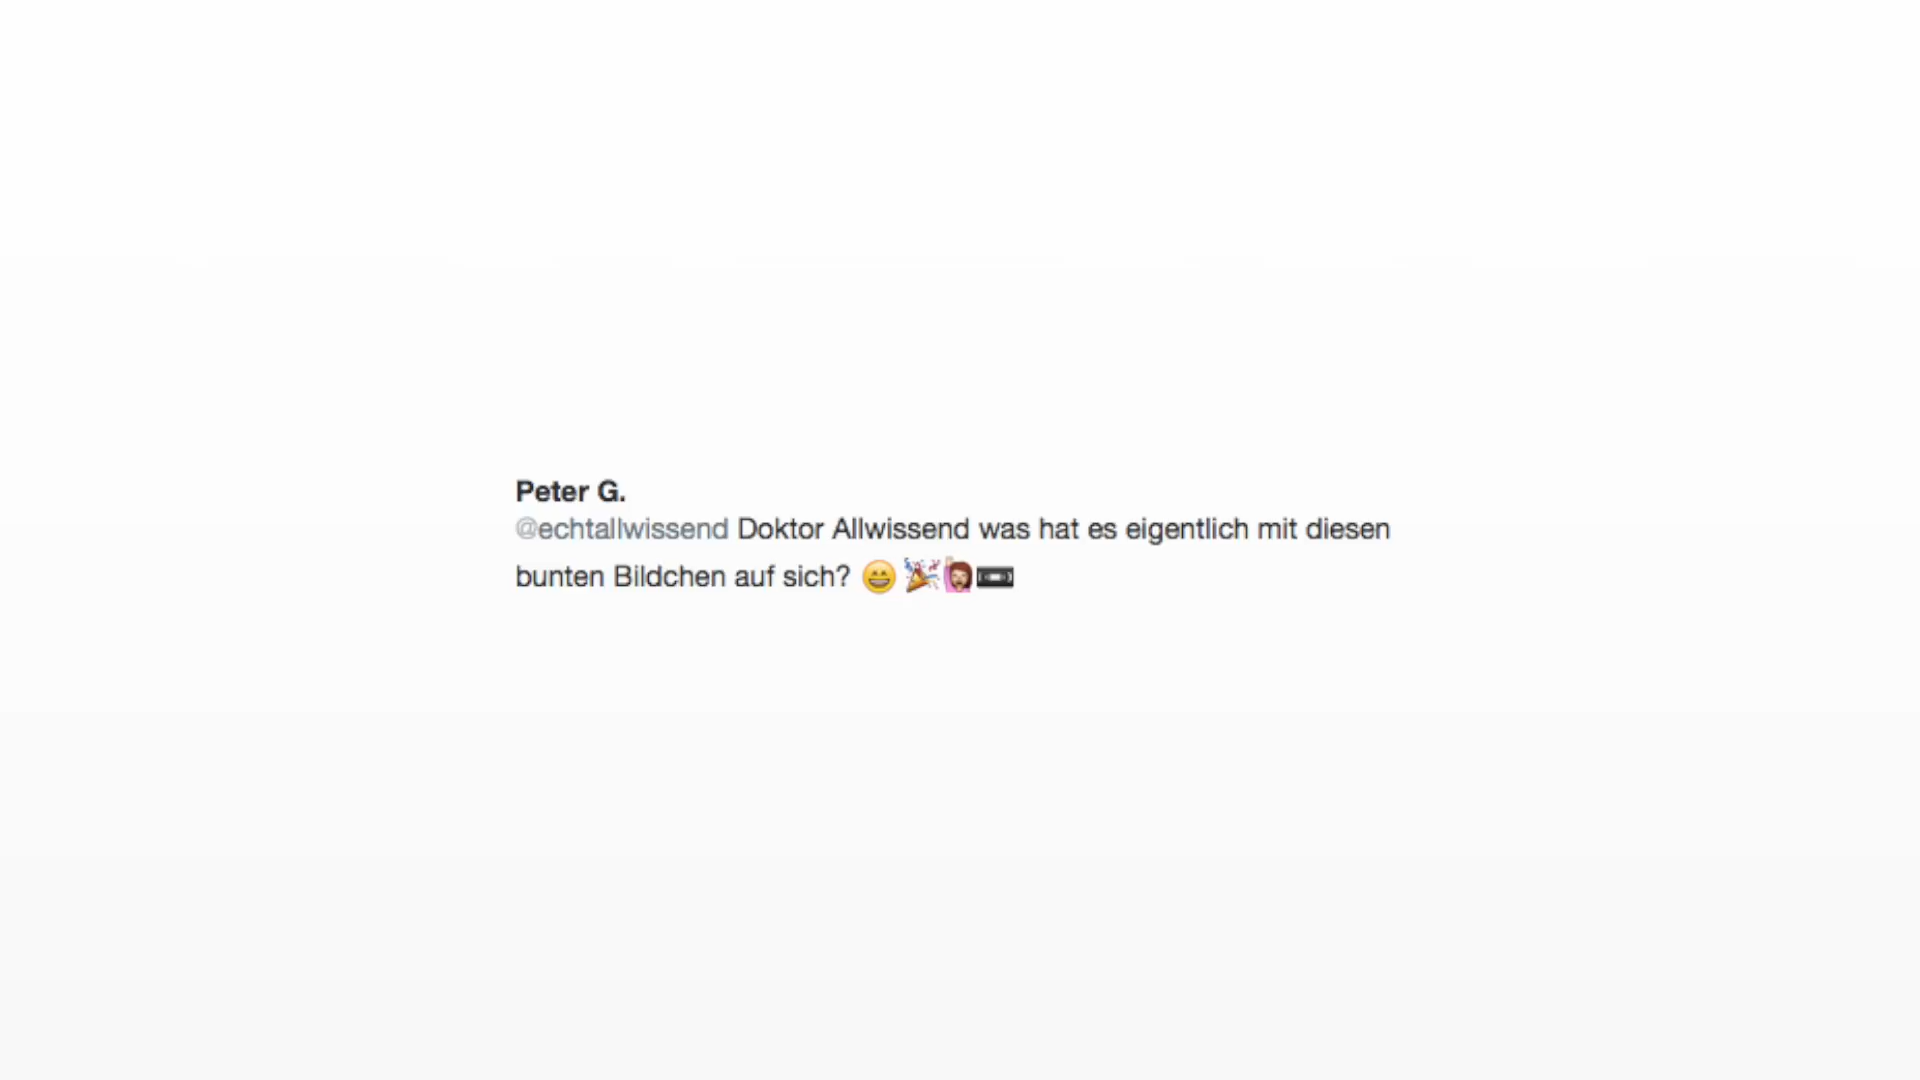 Peter G.
@echtallwissend Doktor Allwissend was hat es eigentlich mit diesen
bunten Bildchen auf sich? 😄 🎉🙋📼